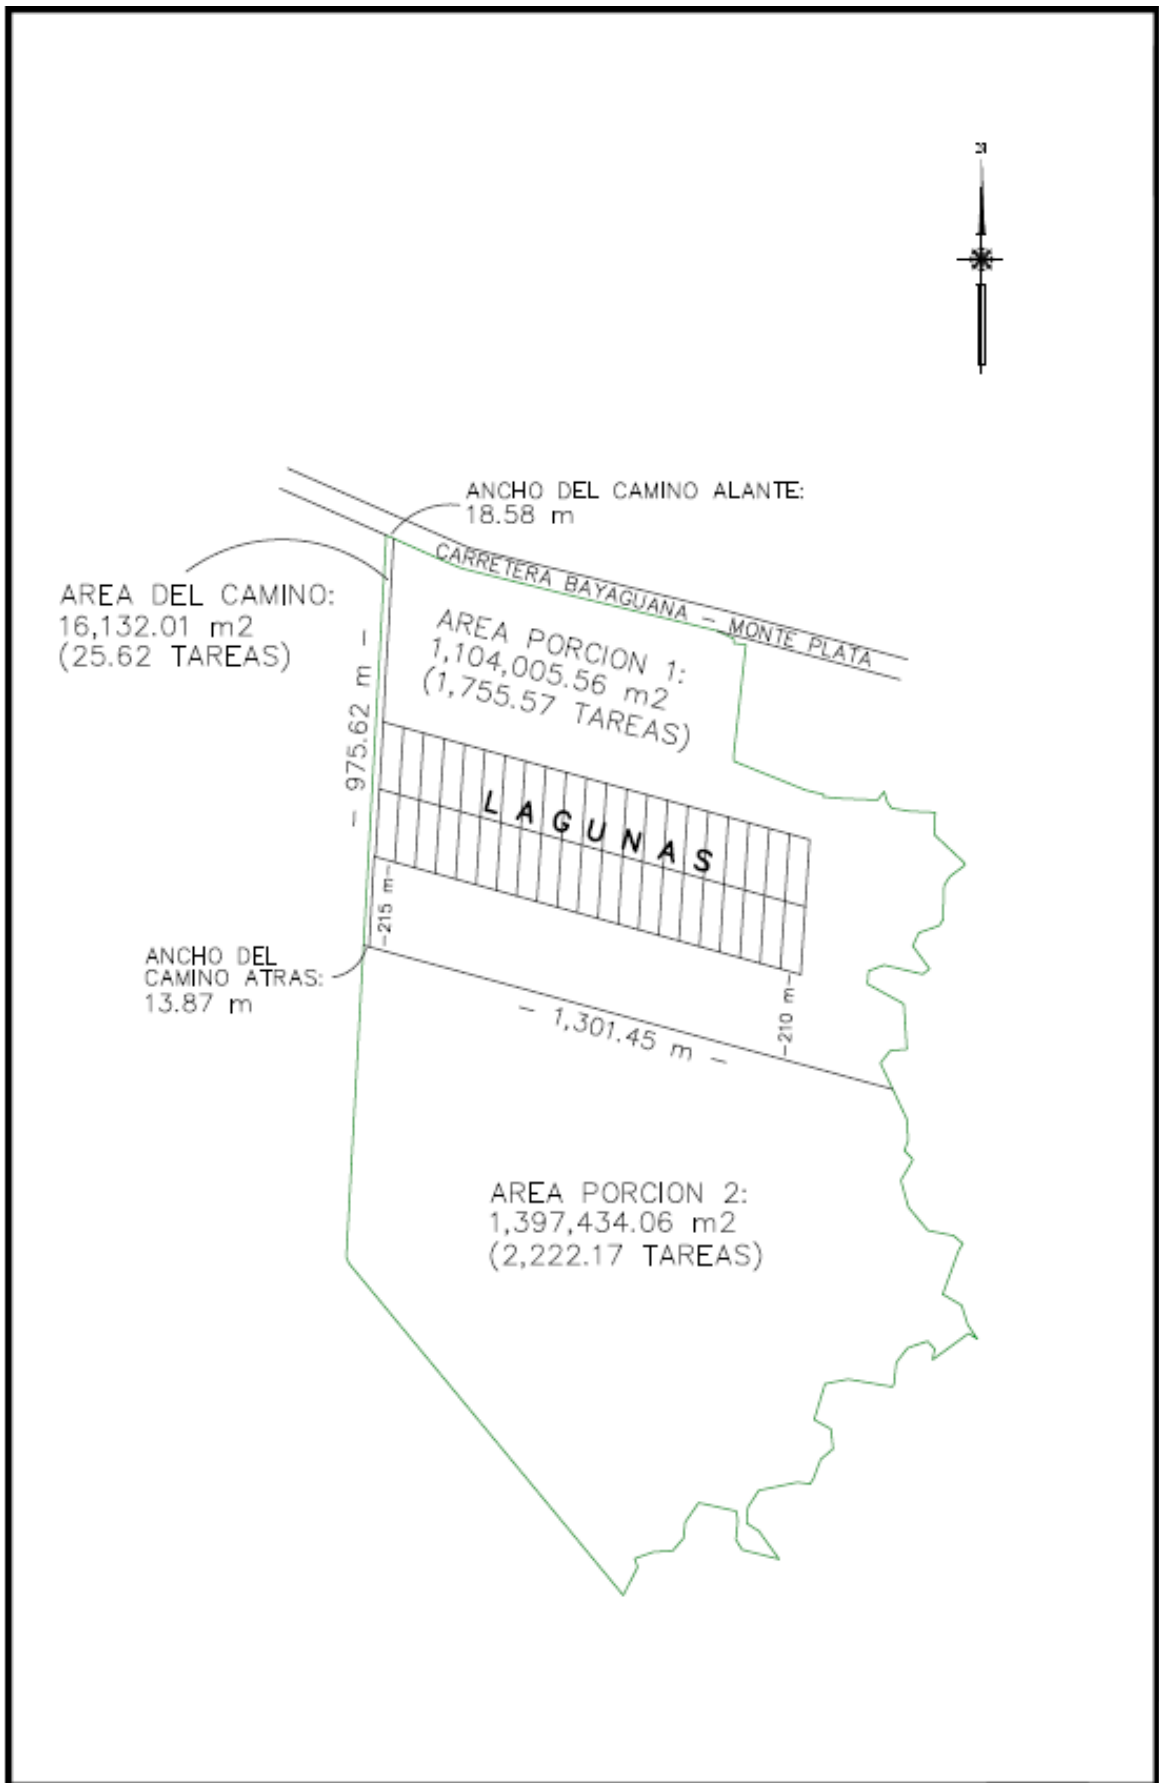 N
ANCHO DEL CAMINO ALANTE:
18.58 m
CARRETERA BAYAGUANA - MONTE PLATA
AREA DEL CAMINO:
16,132.01 m2
(25.62 TAREAS)
AREA PORCION 1:
1,104,005.56 m2
(1,755.57 TAREAS)
- 975.62 m -
LAGUNAS
-215 m-
ANCHO DEL
CAMINO ATRAS:
13.87 m
-210 m-
- 1,301.45 m -
AREA PORCION 2:
1,397,434.06 m2
(2,222.17 TAREAS)